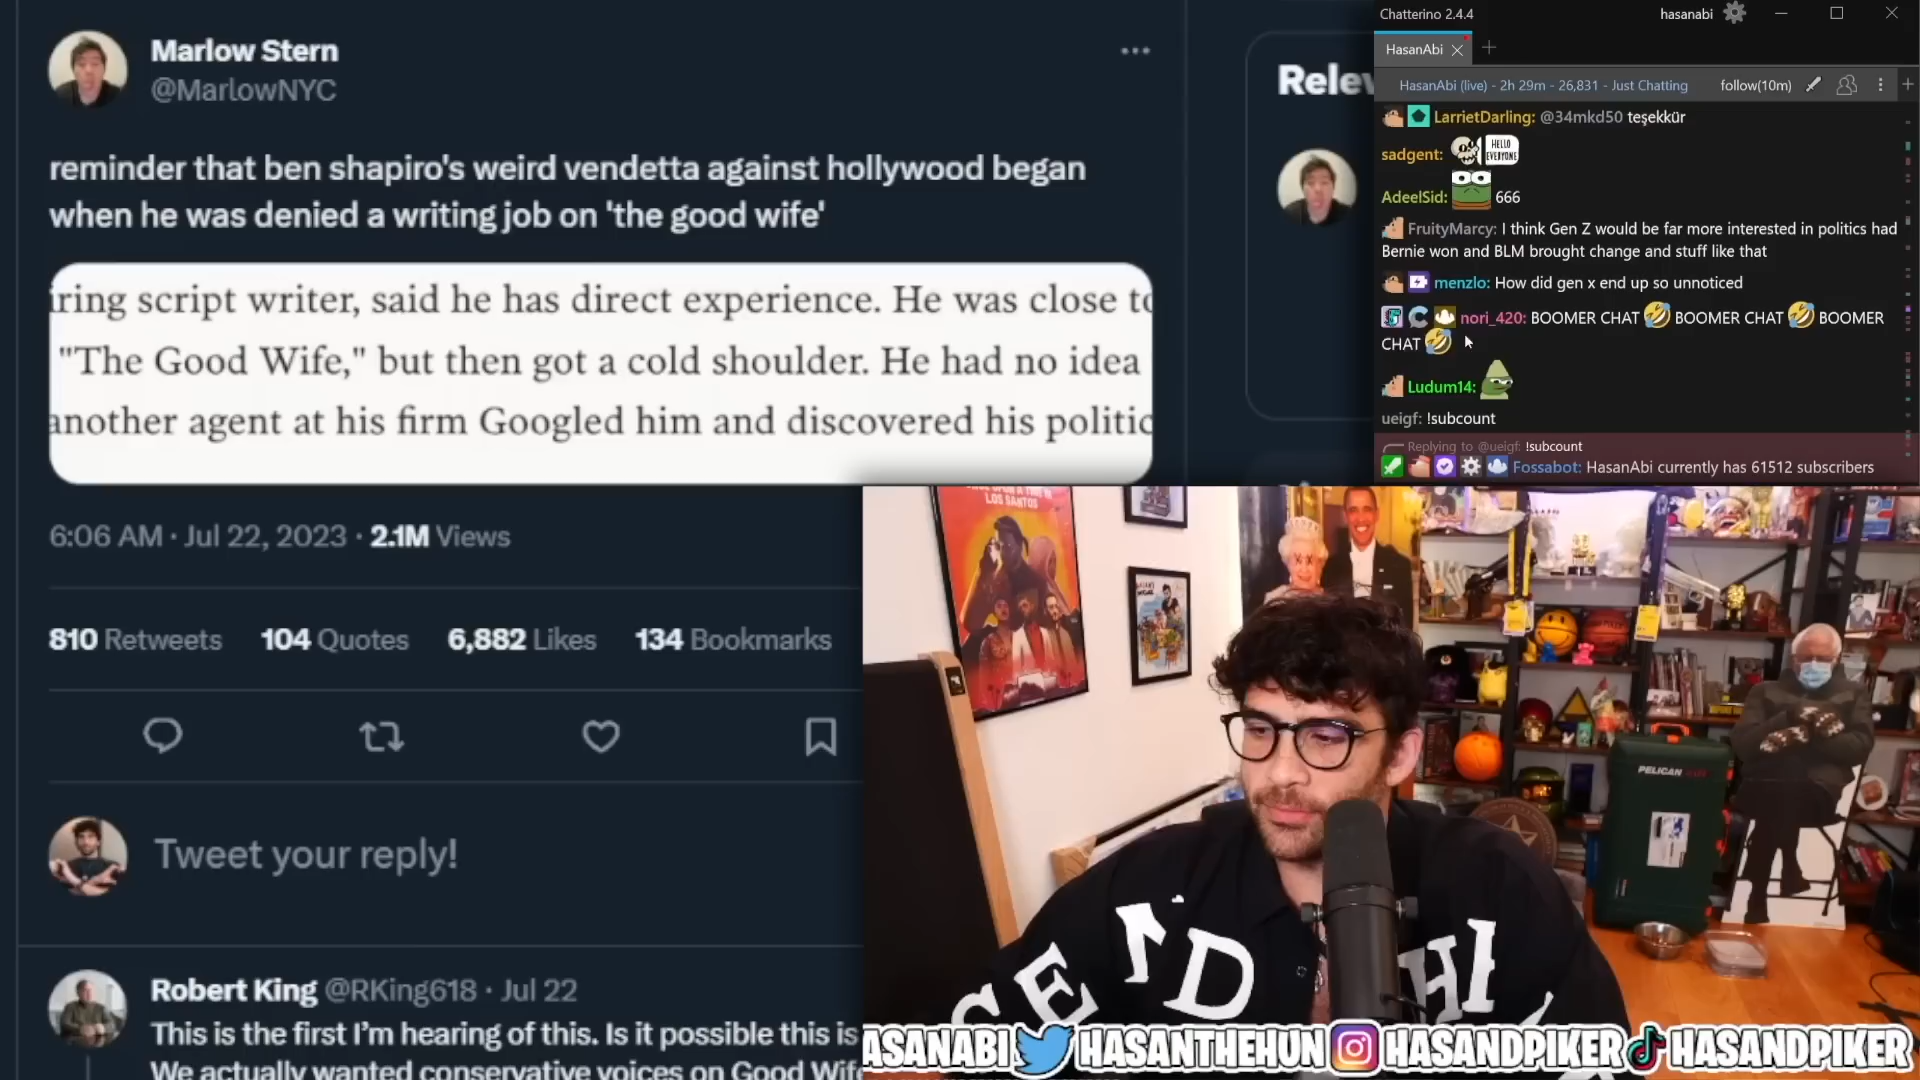 Marlow Stern
@MarlowNYC
reminder that ben shapiro's weird vendetta against hollywood began
when he was denied a writing job on 'the good wife'
iring script writer, said he has direct experience. He was close to
"The Good Wife," but then got a cold shoulder. He had no idea
another agent at his firm Googled him and discovered his politic
6:06 AM · Jul 22, 2023 · 2.1M Views
810 Retweets 104 Quotes 6,882 Likes 134 Bookmarks
Tweet your reply!
Robert King @RKing618 · Jul 22
This is the first I'm hearing of this. Is it possible this is
We actually wanted conservative voices on Good Wife
Relev
Chatterino 2.4.4
hasanabi
HasanAbi
HasanAbi (live) - 2h 29m - 26,831 - Just Chatting
follow(10m)
LarrietDarling: @34mkd50 teşekkür
sadgent: HELLO EVERYONE
AdeelSid: 666
FruityMarcy: I think Gen Z would be far more interested in politics had
Bernie won and BLM brought change and stuff like that
menzlo: How did gen x end up so unnoticed
nori_420: BOOMER CHAT 🤣 BOOMER CHAT 🤣 BOOMER
CHAT 🤣
Ludum14:
ueigf: !subcount
Replying to @ueigf: !subcount
Fossabot: HasanAbi currently has 61512 subscribers
LOS SANTOS
PELICAN
ASANABI HASANTHEHUN HASANDPIKER HASANDPIKER